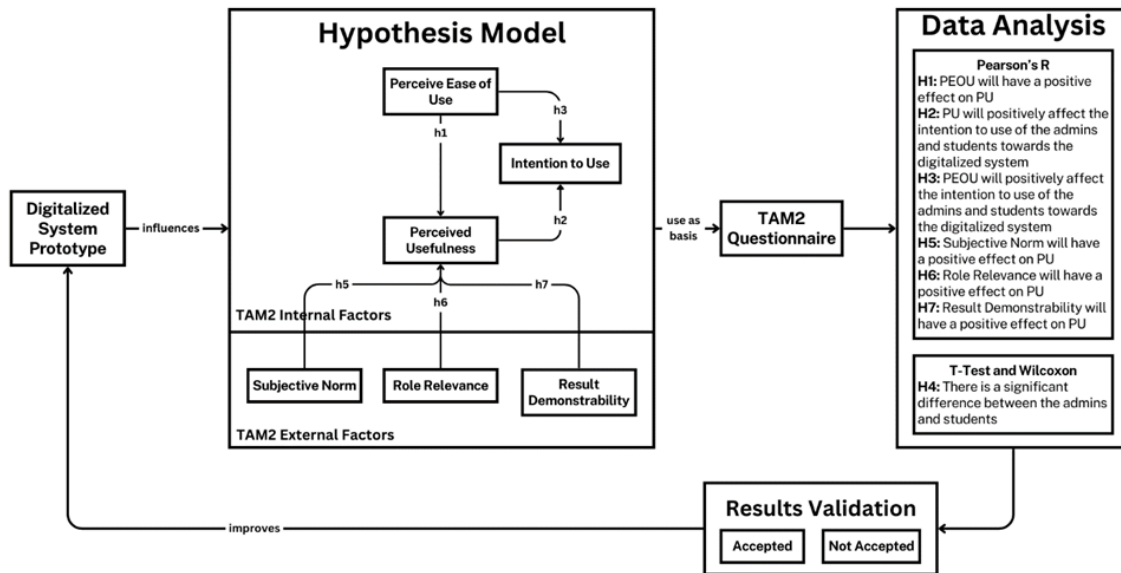 Hypothesis Model
Perceive Ease of
Use
h3
h1
Intention to Use
h2
Perceived
Usefulness
h5
h6
h7
TAM2 Internal Factors
Subjective Norm
Role Relevance
Result
Demonstrability
TAM2 External Factors
Digitalized
System
Prototype
influences
use as
basis
TAM2
Questionnaire
Data Analysis
Pearson's R
H1: PEOU will have a positive
effect on PU
H2: PU will positively affect the
intention to use of the admins
and students towards the
digitalized system
H3: PEOU will positively affect
the intention to use of the
admins and students towards
the digitalized system
H5: Subjective Norm will have
a positive effect on PU
H6: Role Relevance will have a
positive effect on PU
H7: Result Demonstrability will
have a positive effect on PU
T-Test and Wilcoxon
H4: There is a significant
difference between the admins
and students
Results Validation
Accepted
Not Accepted
improves